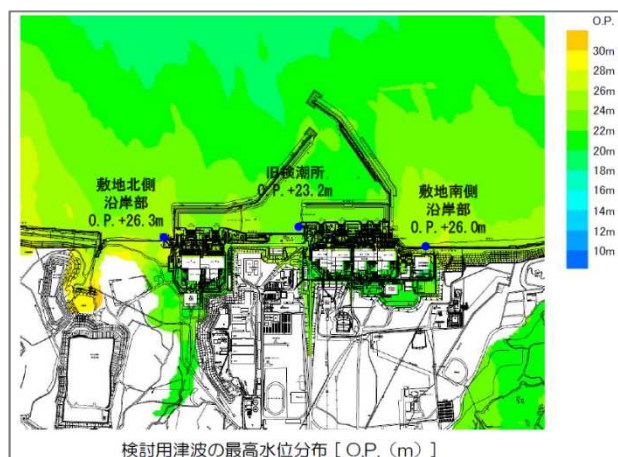 O.P.
30m
28m
26m
24m
22m
20m
18m
16m
14m
12m
10m
旧検潮所
O.P.+23.2m
敷地北側
沿岸部
O.P.+26.3m
敷地南側
沿岸部
O.P.+26.0m
検討用津波の最高水位分布 [ O.P.(m) ]